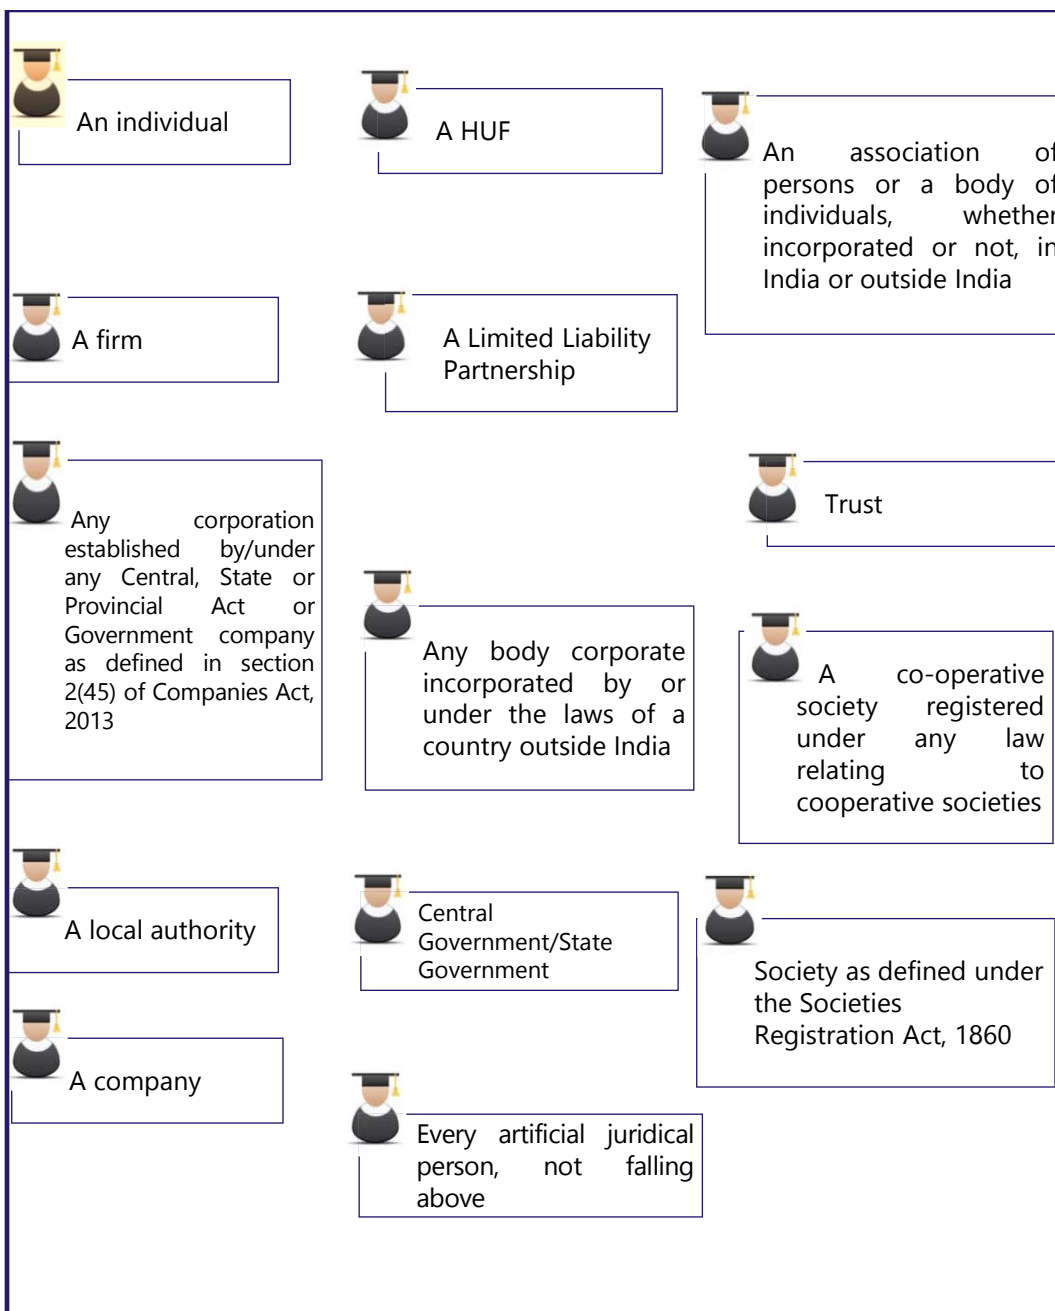 An individual
A HUF
An association of
persons or a body of
individuals, whether
incorporated or not, in
India or outside India
A firm
A Limited Liability
Partnership
Any corporation
established by/under
any Central, State or
Provincial Act or
Government company
as defined in section
2(45) of Companies Act,
2013
Any body corporate
incorporated by or
under the laws of a
country outside India
Trust
A co-operative
society registered
under any law
relating to
cooperative societies
A local authority
Central
Government/State
Government
Society as defined under
the Societies
Registration Act, 1860
A company
Every artificial juridical
person, not falling
above